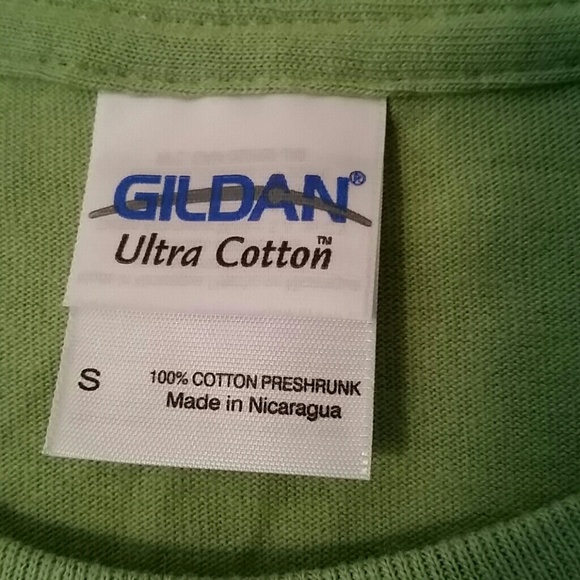 GILDAN®
Ultra Cotton™
S 100% COTTON PRESHRUNK
Made in Nicaragua